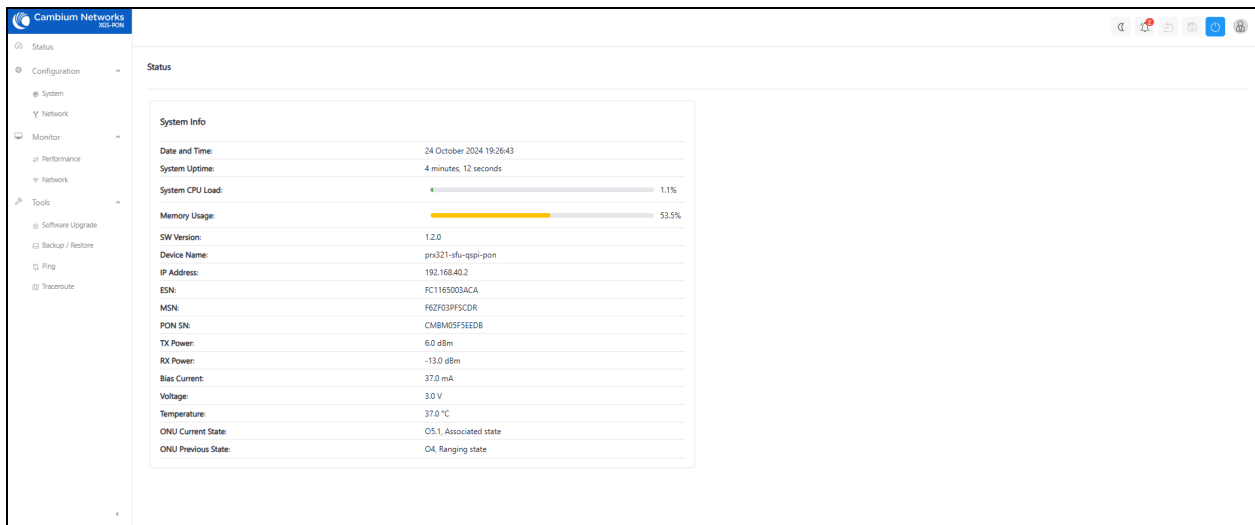 Cambium Networks
XGS-PON
2
Status
Configuration
System
Network
Monitor
Performance
Network
Tools
Software Upgrade
Backup / Restore
Ping
Traceroute
Status
System Info
Date and Time: 24 October 2024 19:26:43
System Uptime: 4 minutes, 12 seconds
System CPU Load: 1.1%
Memory Usage: 53.5%
SW Version: 1.2.0
Device Name: prx321-sfu-qspi-pon
IP Address: 192.168.40.2
ESN: FC1165003ACA
MSN: F6ZF03PFSCDR
PON SN: CMBM05F5EEDB
TX Power: 6.0 dBm
RX Power: -13.0 dBm
Bias Current: 37.0 mA
Voltage: 3.0 V
Temperature: 37.0 °C
ONU Current State: O5.1, Associated state
ONU Previous State: O4, Ranging state